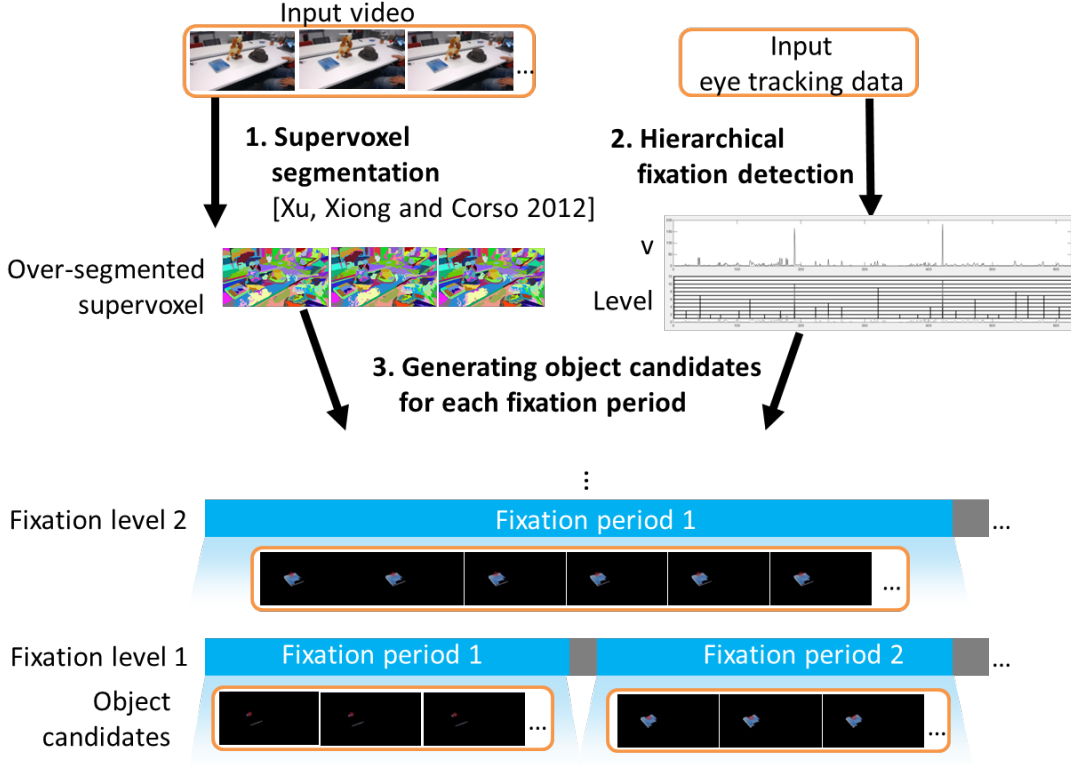 Input video
...
Input
eye tracking data
1. Supervoxel
segmentation
[Xu, Xiong and Corso 2012]
2. Hierarchical
fixation detection
Over-segmented
supervoxel
v
Level
3. Generating object candidates
for each fixation period
...
Fixation level 2
Fixation period 1
...
...
Fixation level 1
Fixation period 1
Fixation period 2
...
Object
candidates
...
...